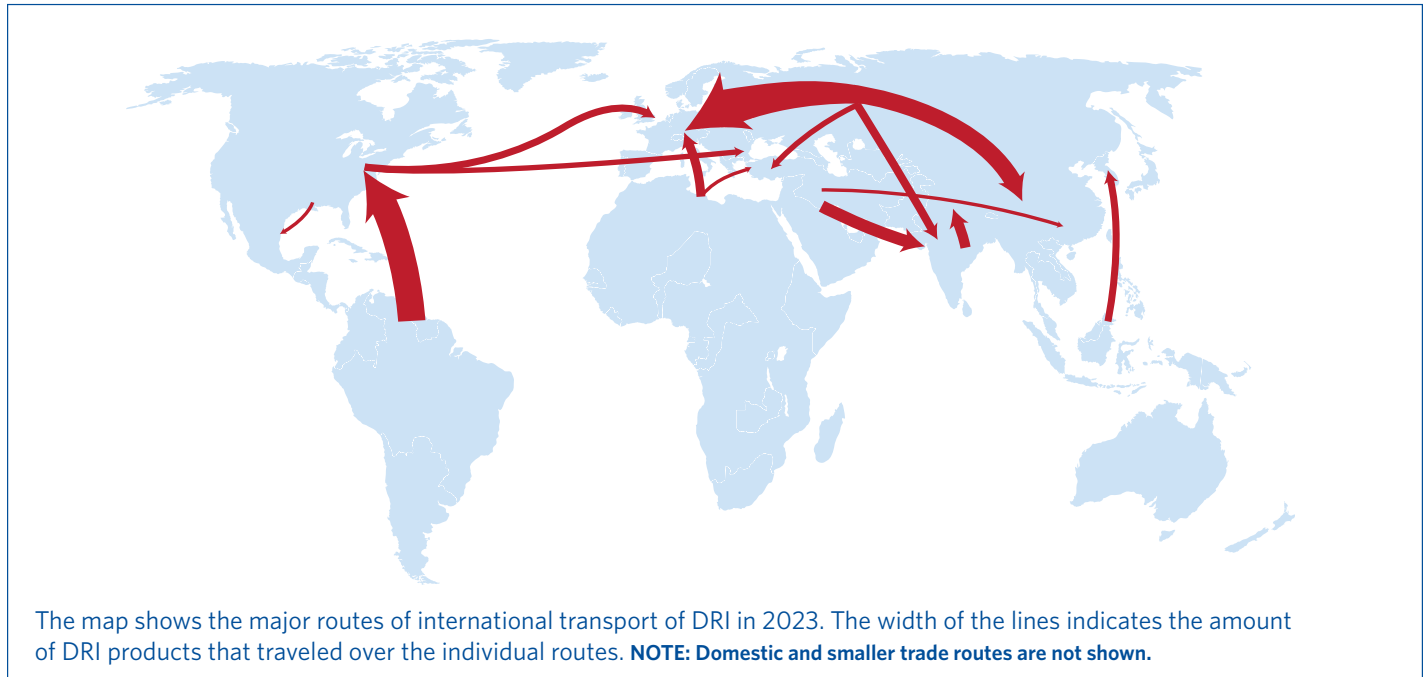 The map shows the major routes of international transport of DRI in 2023. The width of the lines indicates the amount
of DRI products that traveled over the individual routes. NOTE: Domestic and smaller trade routes are not shown.